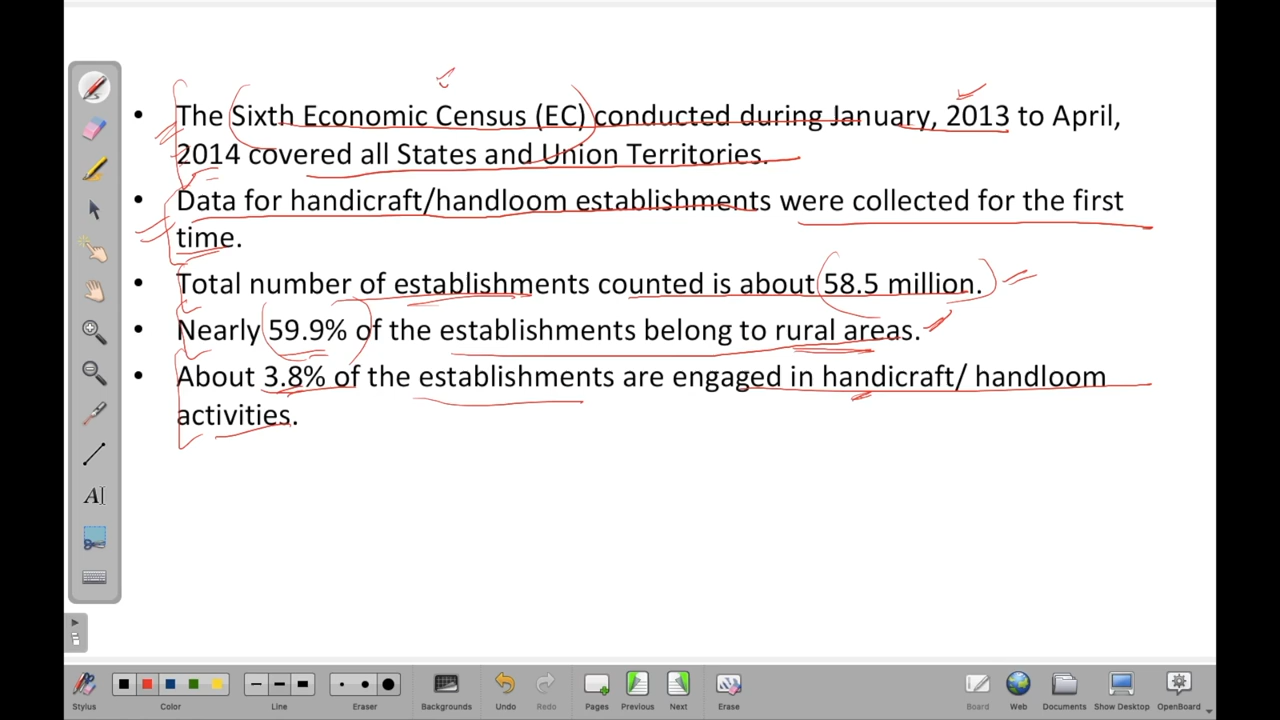 • The Sixth Economic Census (EC) conducted during January, 2013 to April,
2014 covered all States and Union Territories.
• Data for handicraft/handloom establishments were collected for the first
time.
• Total number of establishments counted is about 58.5 million.
• Nearly 59.9% of the establishments belong to rural areas.
• About 3.8% of the establishments are engaged in handicraft/ handloom
activities.
A
Stylus Color Line Eraser Backgrounds Undo Redo Pages Previous Next Erase Board Web Documents Show Desktop OpenBoard